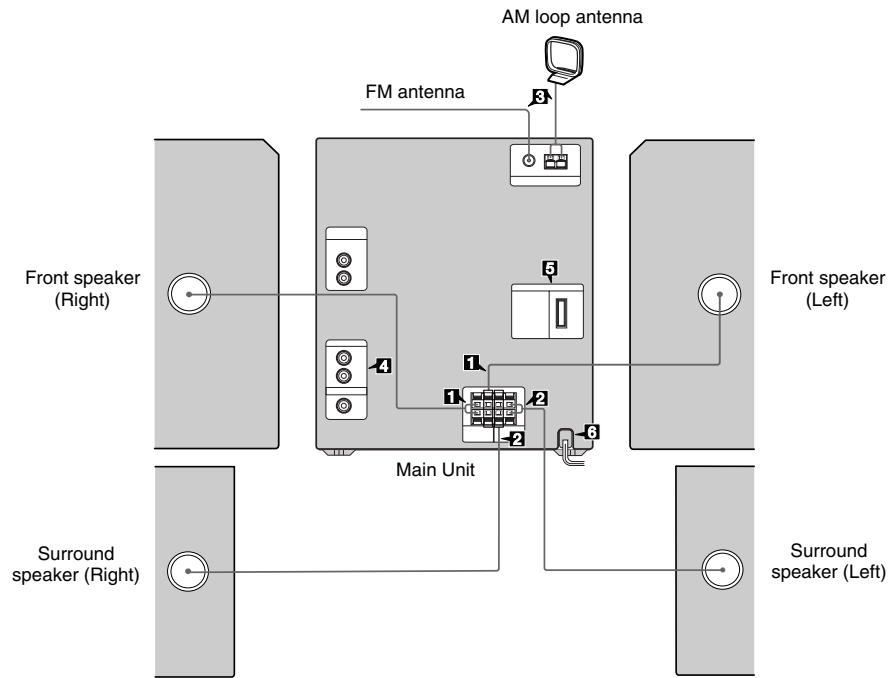 AM loop antenna
FM antenna
3
Front speaker
(Right)
5
Front speaker
(Left)
4
1
1
2
2
6
Main Unit
Surround
speaker (Right)
Surround
speaker (Left)